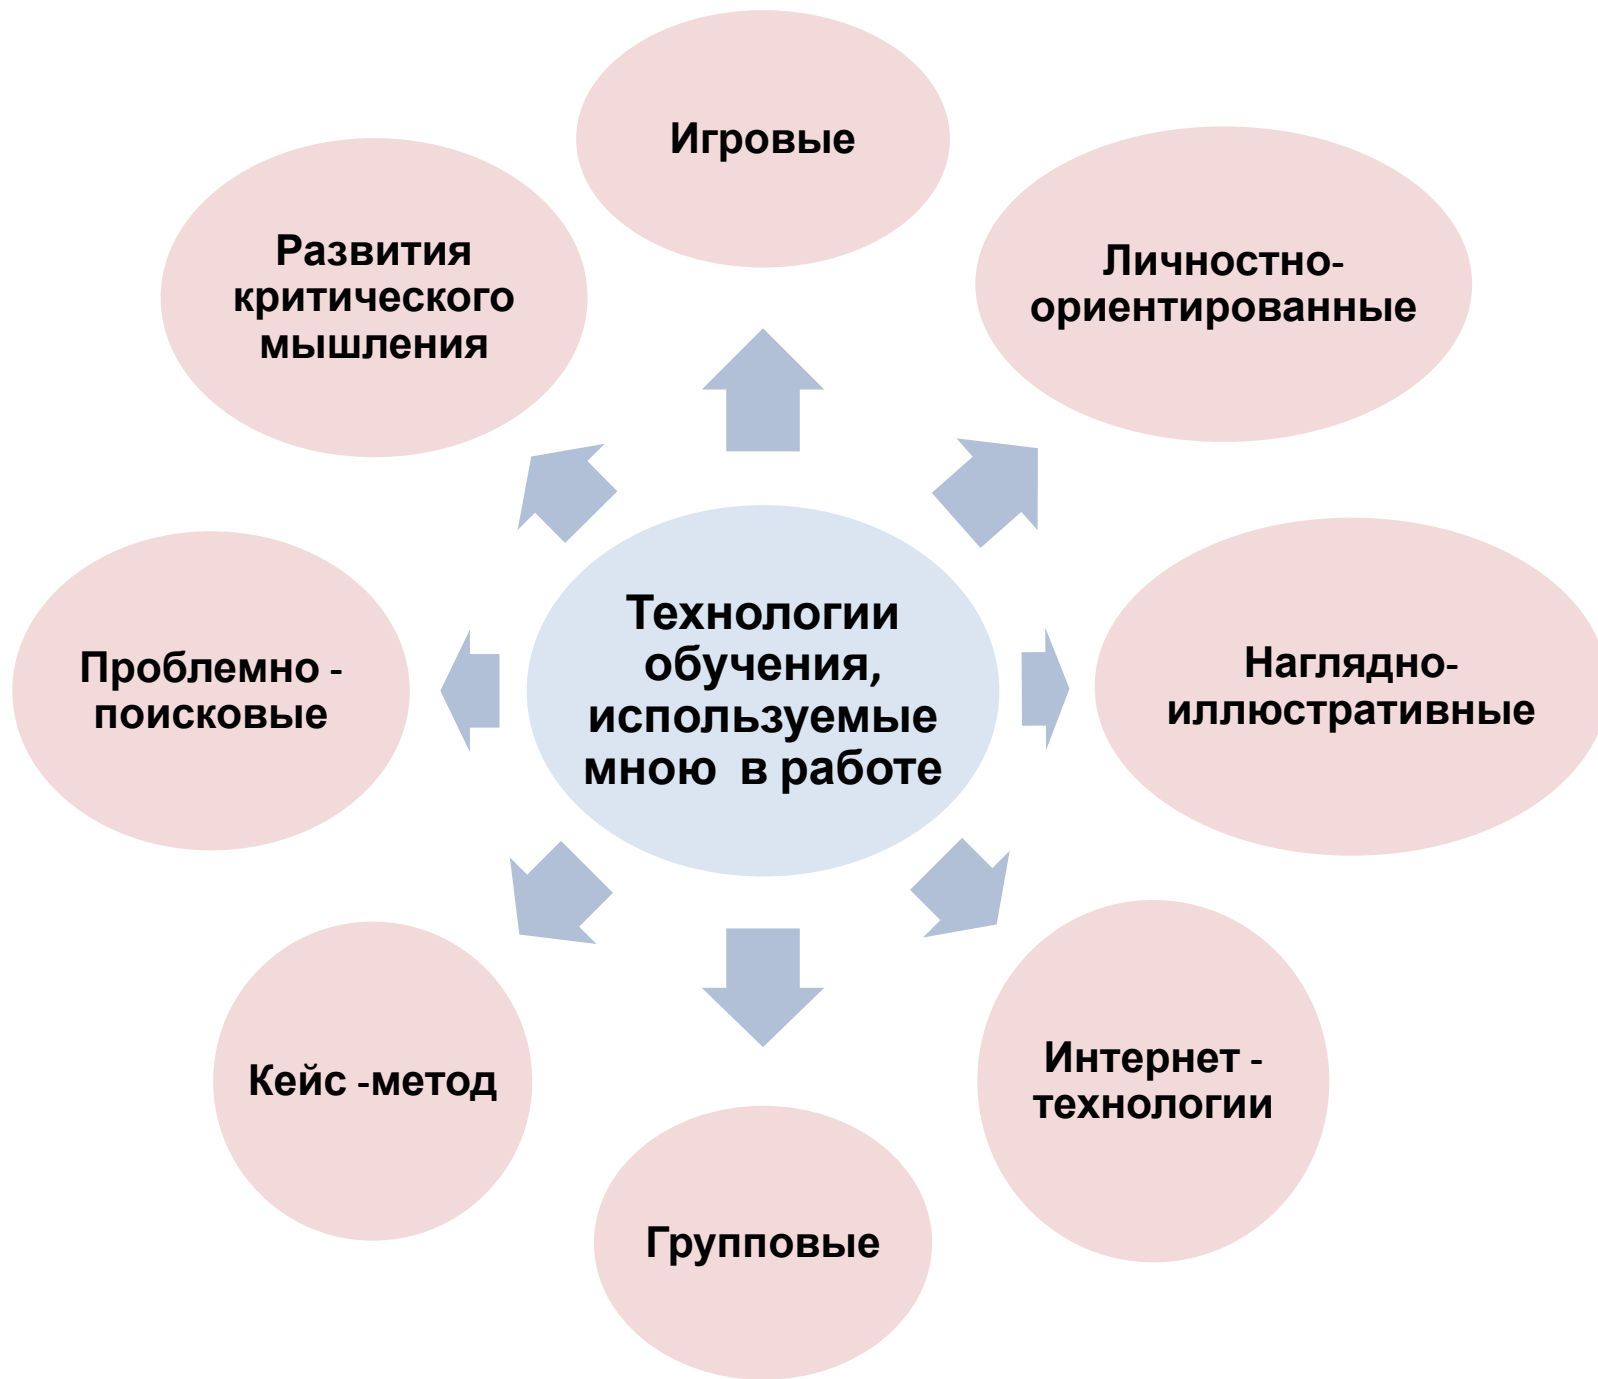 Игровые
Развития
критического
мышления
Личностно-
ориентированные
Технологии
обучения,
используемые
мною  в работе
Проблемно -
поисковые
Наглядно-
иллюстративные
Кейс -метод
Интернет -
технологии
Групповые